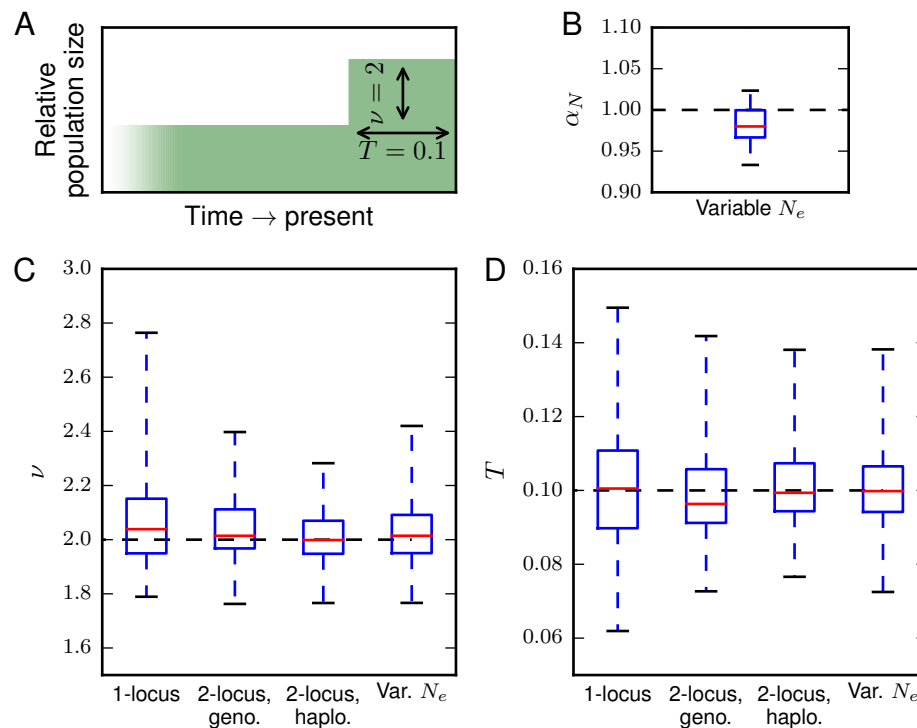 A
Relative
population size
ν = 2
T = 0.1
Time → present
B
α_N
1.10
1.05
1.00
0.95
0.90
Variable N_e
C
ν
3.0
2.8
2.6
2.4
2.2
2.0
1.8
1.6
1-locus
2-locus,
geno.
2-locus,
haplo.
Var. N_e
D
T
0.16
0.14
0.12
0.10
0.08
0.06
1-locus
2-locus,
geno.
2-locus,
haplo.
Var. N_e